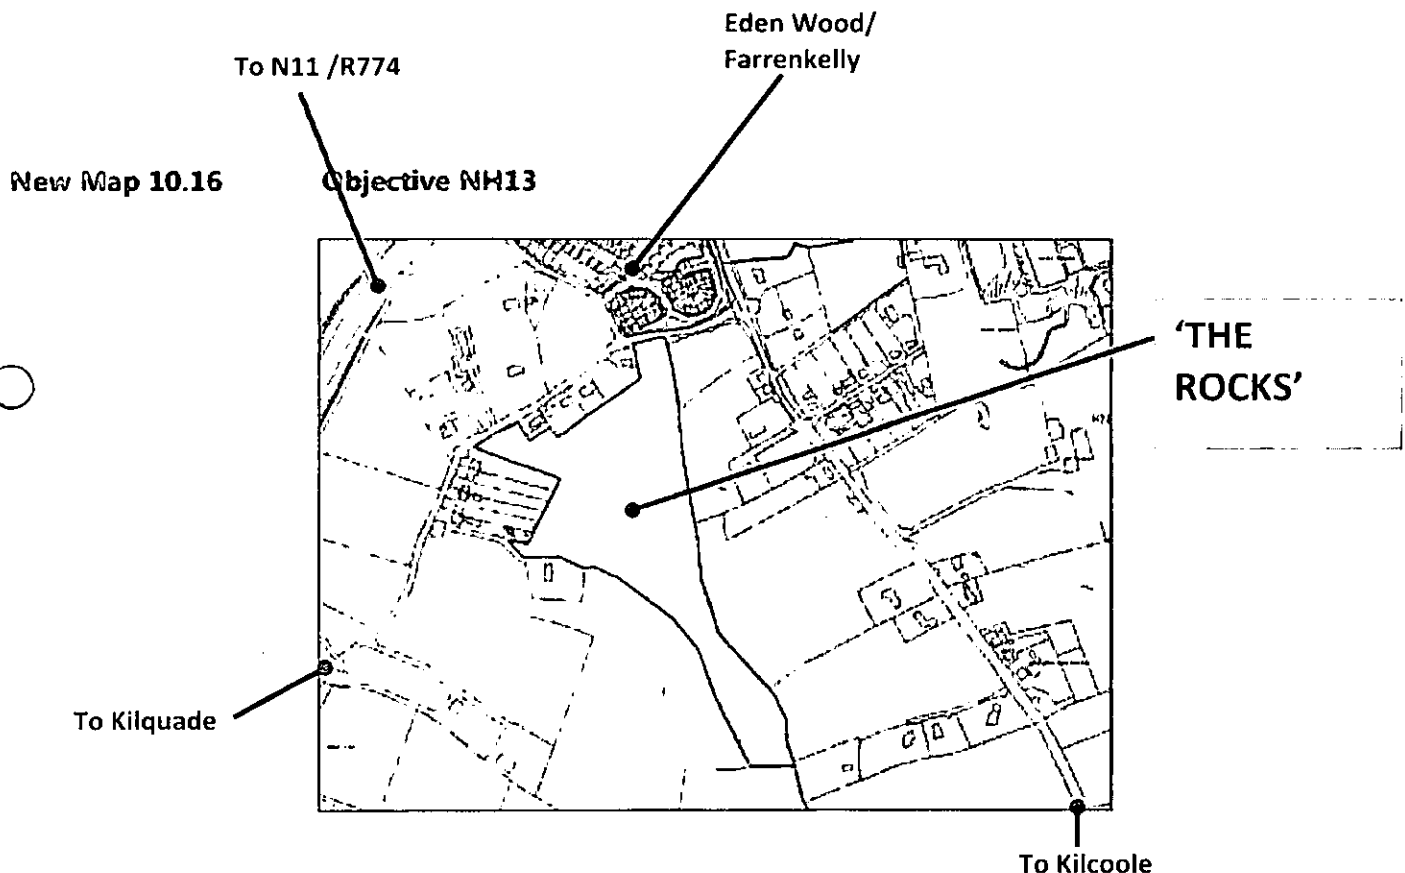 Eden Wood/
Farrenkelly
To N11 /R774
New Map 10.16 Objective NH13
'THE
ROCKS'
To Kilquade
To Kilcoole